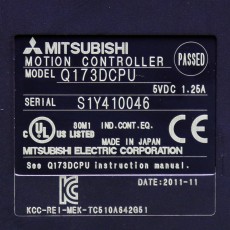 MITSUBISHI
MOTION CONTROLLER
PASSED
MODEL Q173DCPU
5VDC 1.25A
SERIAL S1Y410046
80M1 IND.CONT.EQ.
c UL US LISTED MADE IN JAPAN
MITSUBISHI ELECTRIC CORPORATION
See Q173DCPU instruction manual.
DATE:2011-11
KCC-REI-MEK-TC510A642G51